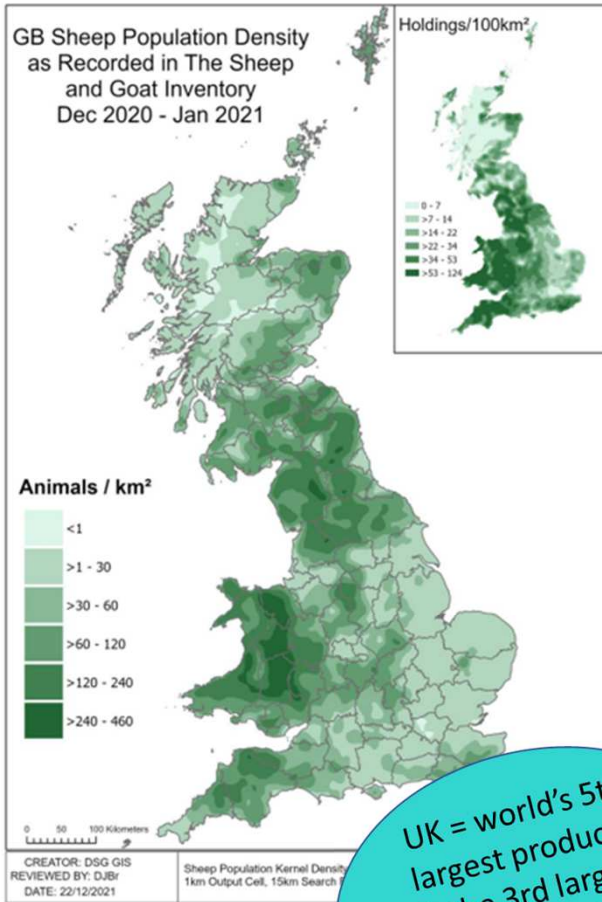 GB Sheep Population Density
as Recorded in The Sheep
and Goat Inventory
Dec 2020 - Jan 2021
Holdings/100km²
0 - 7
>7 - 14
>14 - 22
>22 - 34
>34 - 53
>53 - 124
Animals / km²
<1
>1 - 30
>30 - 60
>60 - 120
>120 - 240
>240 - 460
0 50 100 Kilometers
CREATOR: DSG GIS
REVIEWED BY: DJBr
DATE: 22/12/2021
Sheep Population Kernel Density
1km Output Cell, 15km Search
UK = world's 5t
largest produc
3rd larg